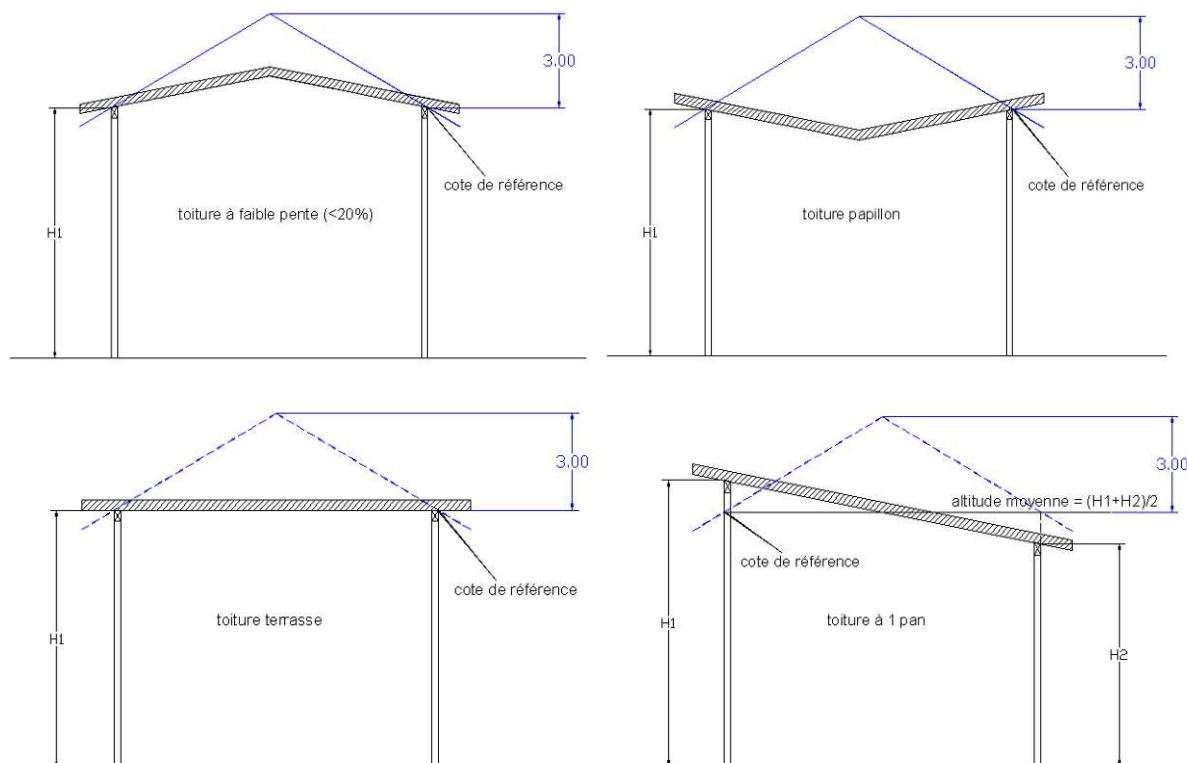 3.00
cote de référence
toiture à faible pente (<20%)
H1
3.00
cote de référence
toiture papillon
H1
3.00
cote de référence
toiture terrasse
H1
3.00
altitude moyenne = (H1+H2)/2
cote de référence
toiture à 1 pan
H1
H2